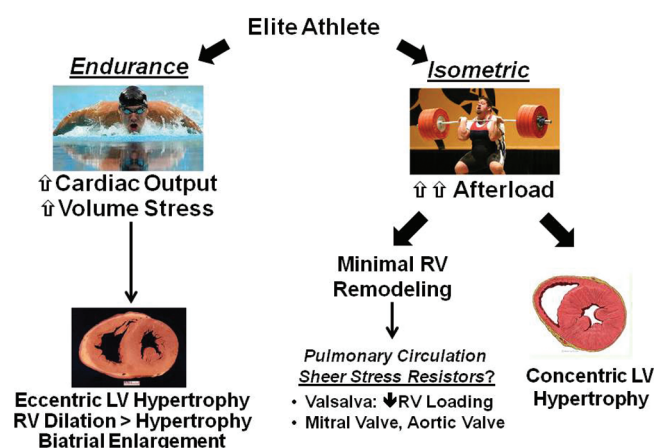 Elite Athlete
Endurance
⇧Cardiac Output
⇧Volume Stress
Eccentric LV Hypertrophy
RV Dilation > Hypertrophy
Biatrial Enlargement
Isometric
⇧⇧ Afterload
Minimal RV
Remodeling
Pulmonary Circulation
Sheer Stress Resistors?
• Valsalva: 🡇RV Loading
• Mitral Valve, Aortic Valve
Concentric LV
Hypertrophy